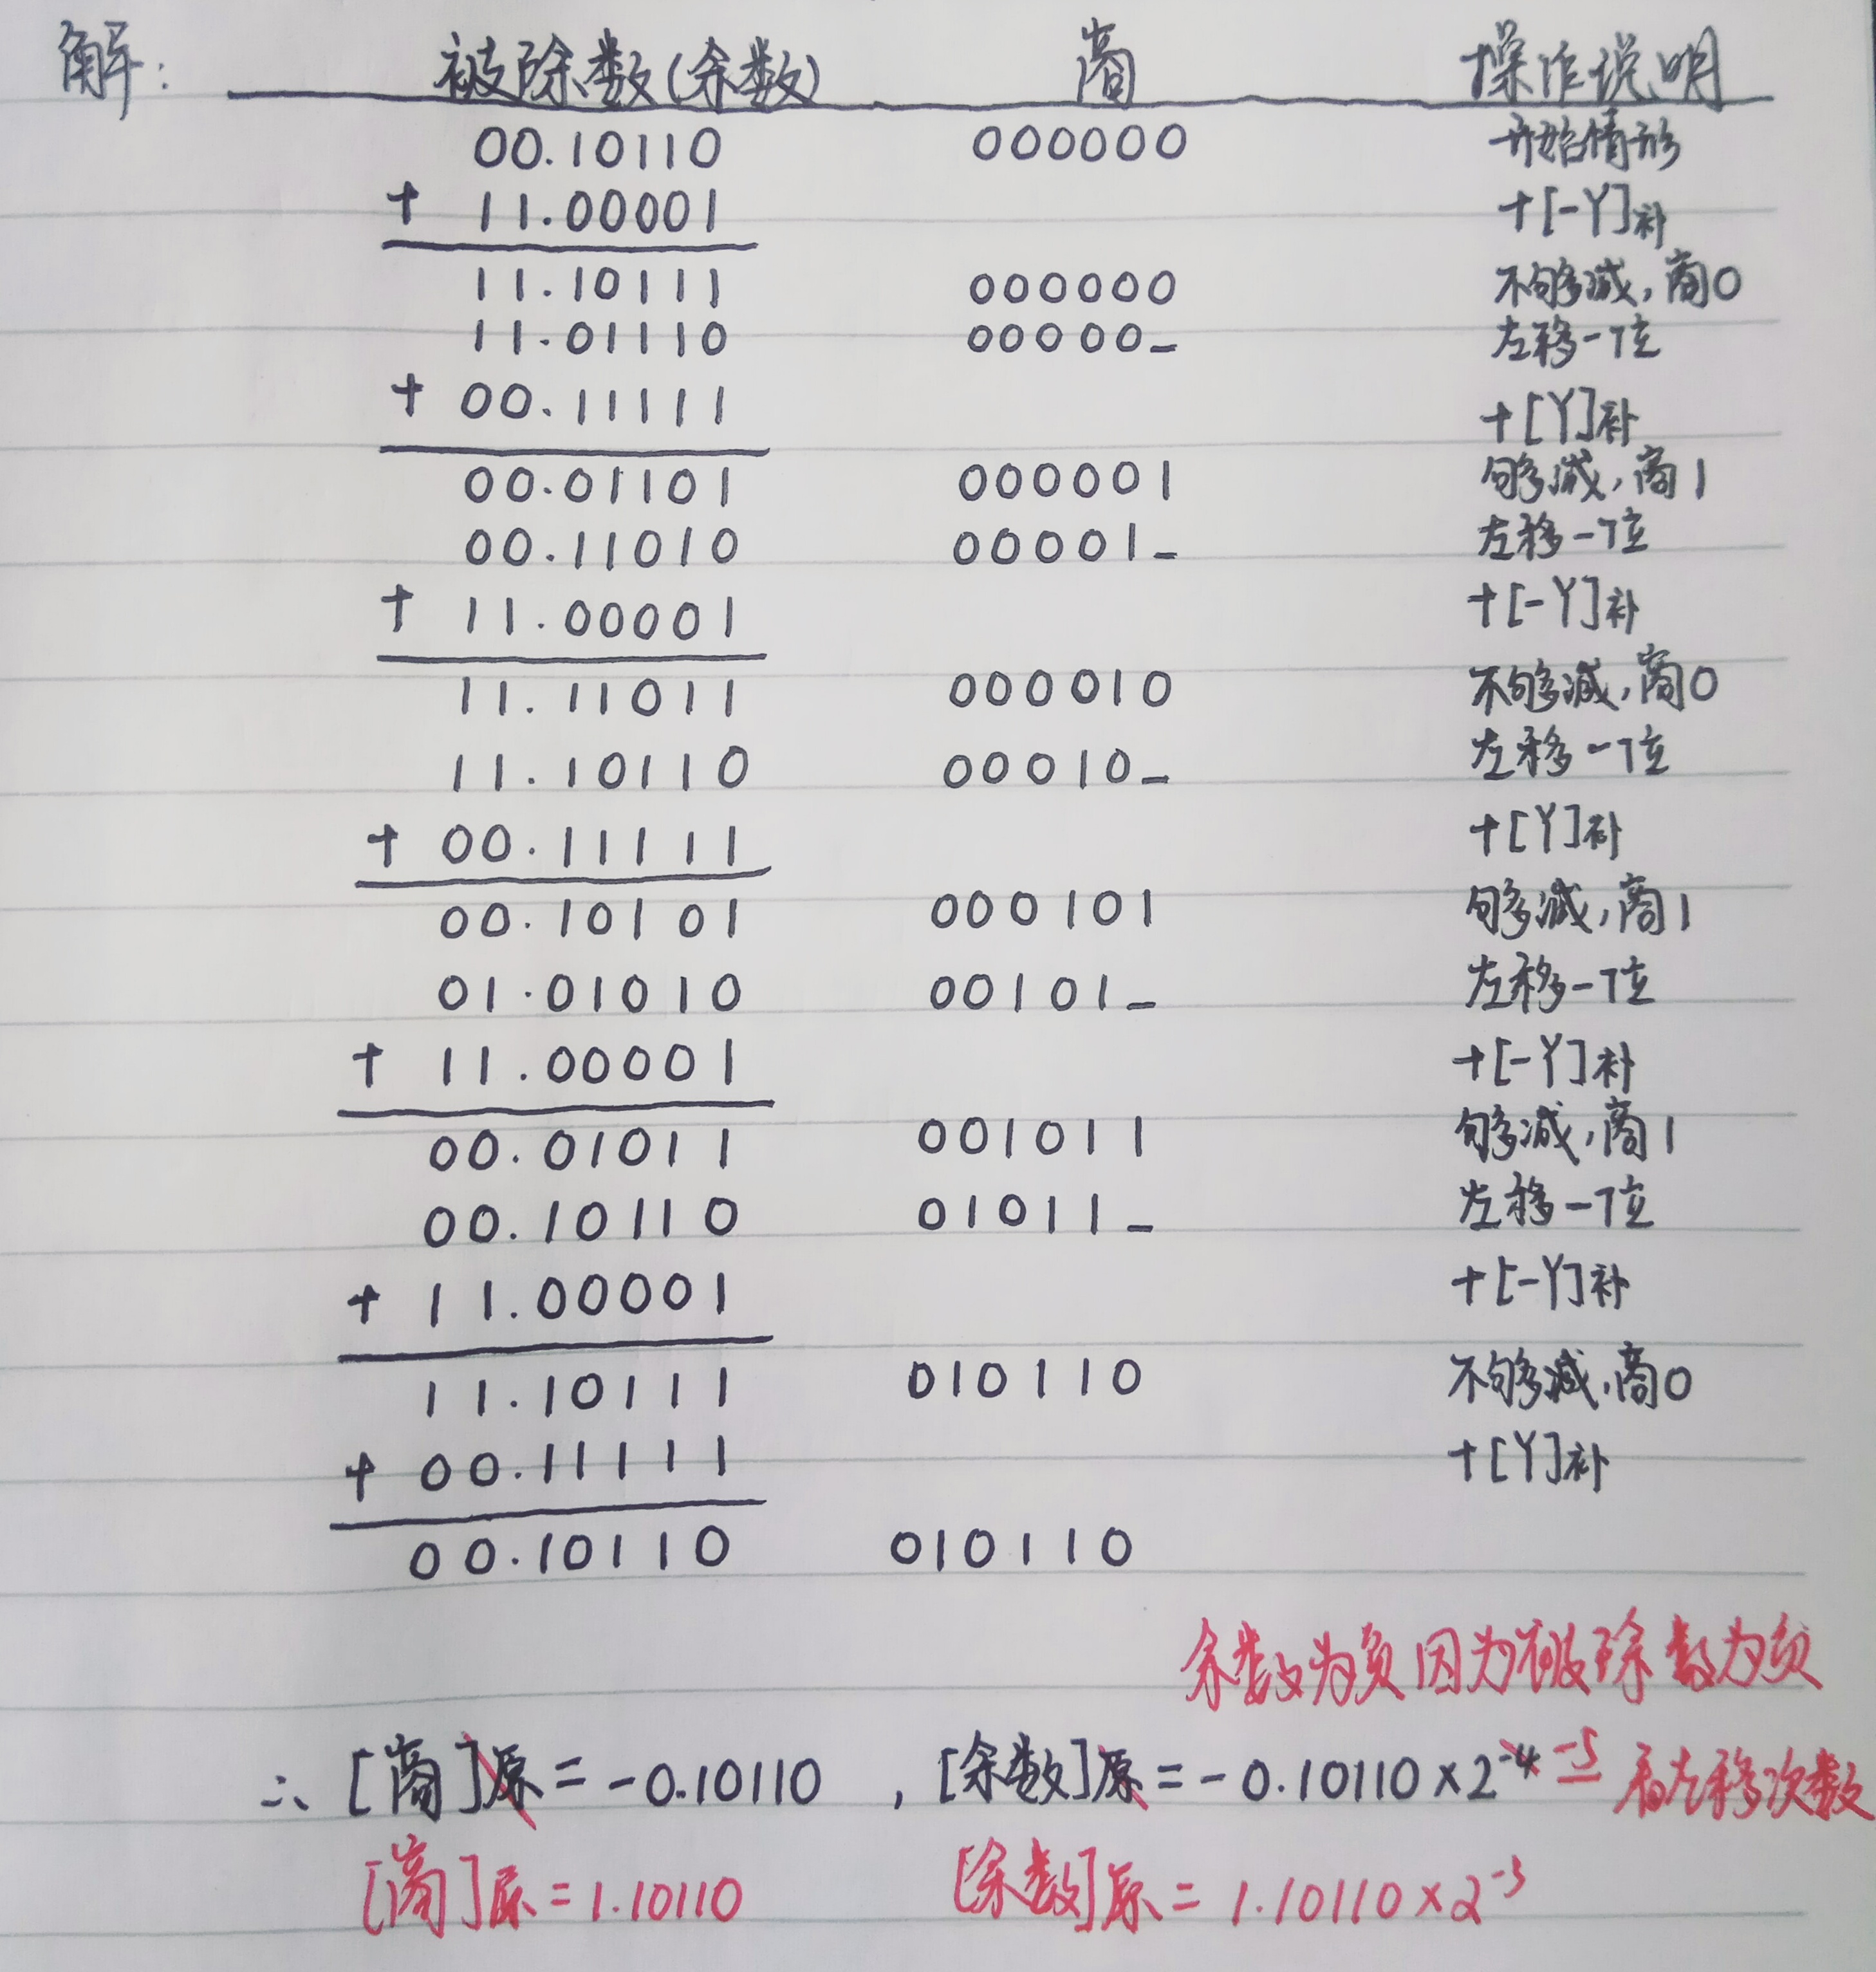 解: 被除数(余数) 商 操作说明
00.10110 000000 开始情形
+ 11.00001 +[-Y]补
11.10111 000000 不够减,商0
11.01110 00000_ 左移一位
+ 00.11111 +[Y]补
00.01101 000001 够减,商1
00.11010 00001_ 左移一位
+ 11.00001 +[-Y]补
11.11011 000010 不够减,商0
11.10110 00010_ 左移一位
+ 00.11111 +[Y]补
00.10101 000101 够减,商1
01.01010 00101_ 左移一位
+ 11.00001 +[-Y]补
00.01011 001011 够减,商1
00.10110 01011_ 左移一位
+ 11.00001 +[-Y]补
11.10111 010110 不够减,商0
+ 00.11111 +[Y]补
00.10110 010110
余数为负因为被除数为负
∴ [商]原=-0.10110 , [余数]原=-0.10110×2^-4 -5 看左移次数
[商]原=1.10110 [余数]原=1.10110×2^-5